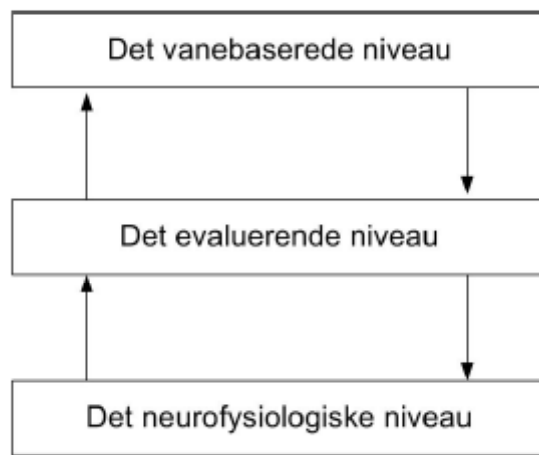 Det vanebaserede niveau
Det evaluerende niveau
Det neurofysiologiske niveau